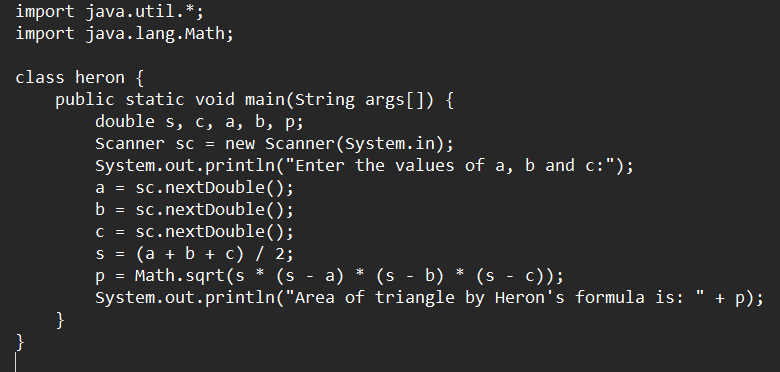 import java.util.*;
import java.lang.Math;
class heron {
public static void main(String args[]) {
double s, c, a, b, p;
Scanner sc = new Scanner(System.in);
System.out.println("Enter the values of a, b and c:");
a = sc.nextDouble();
b = sc.nextDouble();
c = sc.nextDouble();
s = (a + b + c) / 2;
p = Math.sqrt(s * (s - a) * (s - b) * (s - c));
System.out.println("Area of triangle by Heron's formula is: " + p);
}
}